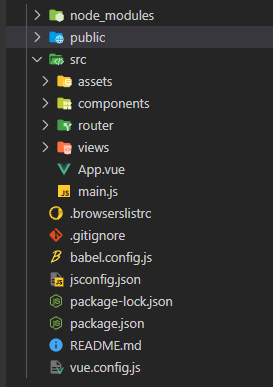 node_modules
public
src
assets
components
router
views
App.vue
main.js
.browserslistrc
.gitignore
babel.config.js
jsconfig.json
package-lock.json
package.json
README.md
vue.config.js